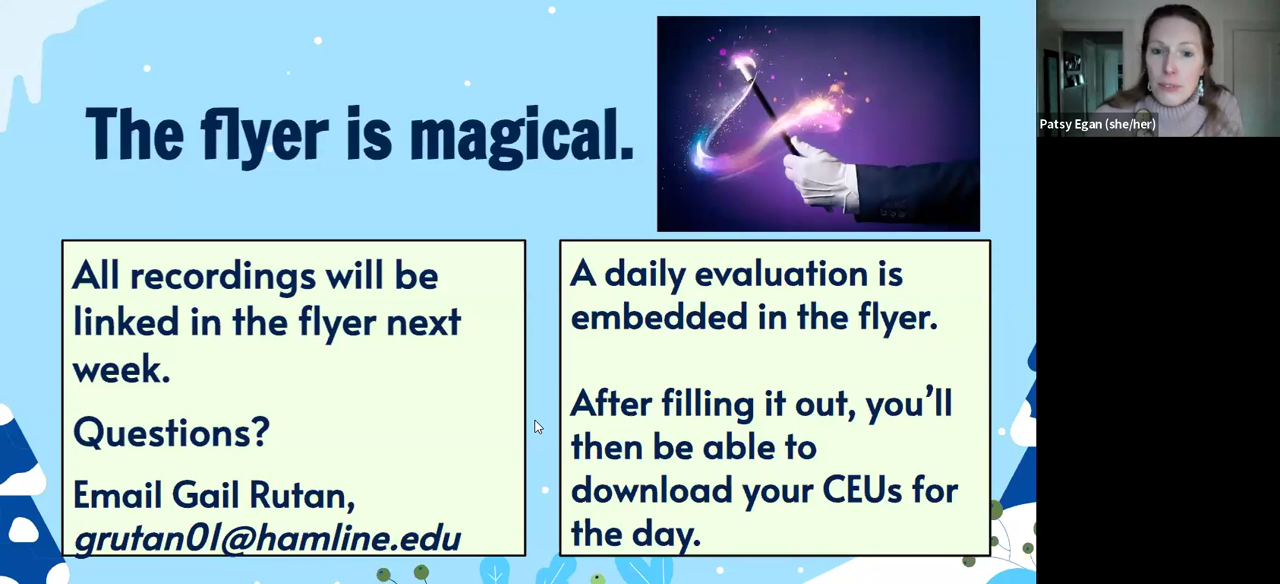 The flyer is magical.
All recordings will be
linked in the flyer next
week.
Questions?
Email Gail Rutan,
grutan01@hamline.edu
A daily evaluation is
embedded in the flyer.
After filling it out, you’ll
then be able to
download your CEUs for
the day.
Patsy Egan (she/her)